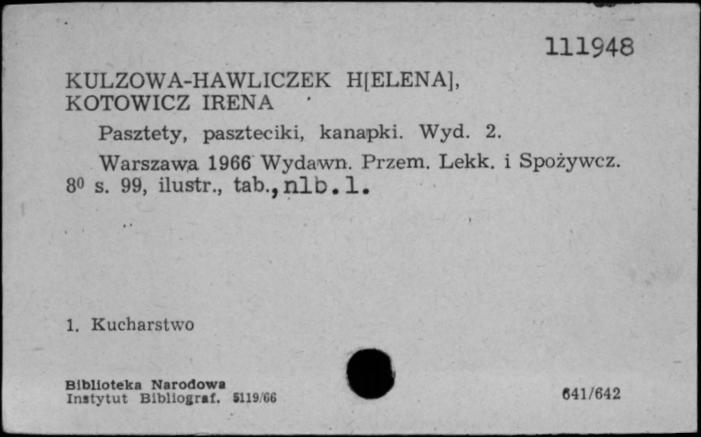 111948
KULZOWA-HAWLICZEK H[ELENA],
KOTOWICZ IRENA
Pasztety, paszteciki, kanapki. Wyd. 2.
Warszawa 1966 Wydawn. Przem. Lekk. i Spożywcz.
8⁰ s. 99, ilustr., tab., nlb.1.
1. Kucharstwo
Biblioteka Narodowa
Instytut Bibliograf. 5119/66
641/642